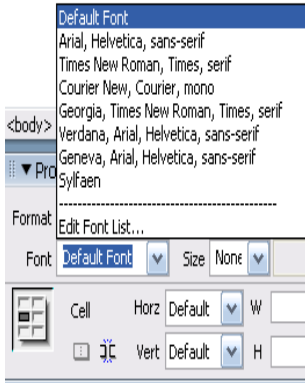 Default Font
Arial, Helvetica, sans-serif
Times New Roman, Times, serif
Courier New, Courier, mono
Georgia, Times New Roman, Times, serif
Verdana, Arial, Helvetica, sans-serif
Geneva, Arial, Helvetica, sans-serif
Sylfaen
------------------------------------------------
Edit Font List...
<body>
▼ Pro
Format
Font Default Font Size None
Cell Horz Default W
Vert Default H